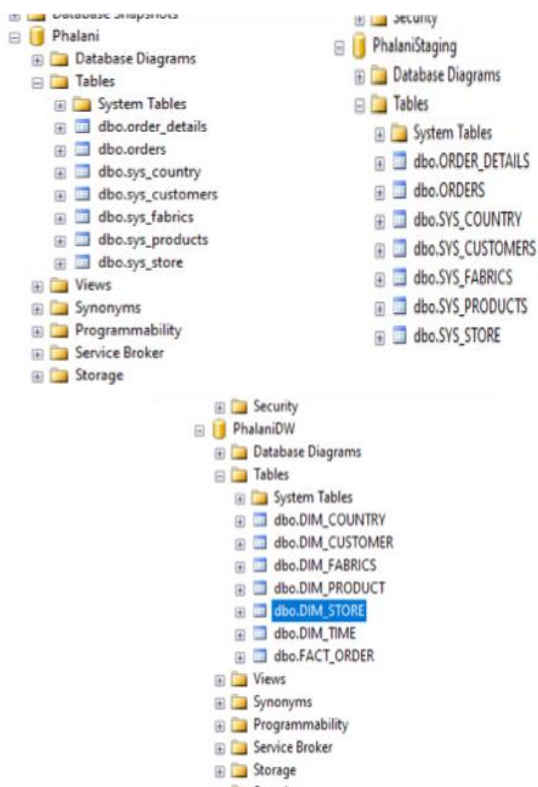 Database Snapshots
Phalani
Database Diagrams
Tables
System Tables
dbo.order_details
dbo.orders
dbo.sys_country
dbo.sys_customers
dbo.sys_fabrics
dbo.sys_products
dbo.sys_store
Views
Synonyms
Programmability
Service Broker
Storage
Security
PhalaniStaging
Database Diagrams
Tables
System Tables
dbo.ORDER_DETAILS
dbo.ORDERS
dbo.SYS_COUNTRY
dbo.SYS_CUSTOMERS
dbo.SYS_FABRICS
dbo.SYS_PRODUCTS
dbo.SYS_STORE
Security
PhalaniDW
Database Diagrams
Tables
System Tables
dbo.DIM_COUNTRY
dbo.DIM_CUSTOMER
dbo.DIM_FABRICS
dbo.DIM_PRODUCT
dbo.DIM_STORE
dbo.DIM_TIME
dbo.FACT_ORDER
Views
Synonyms
Programmability
Service Broker
Storage